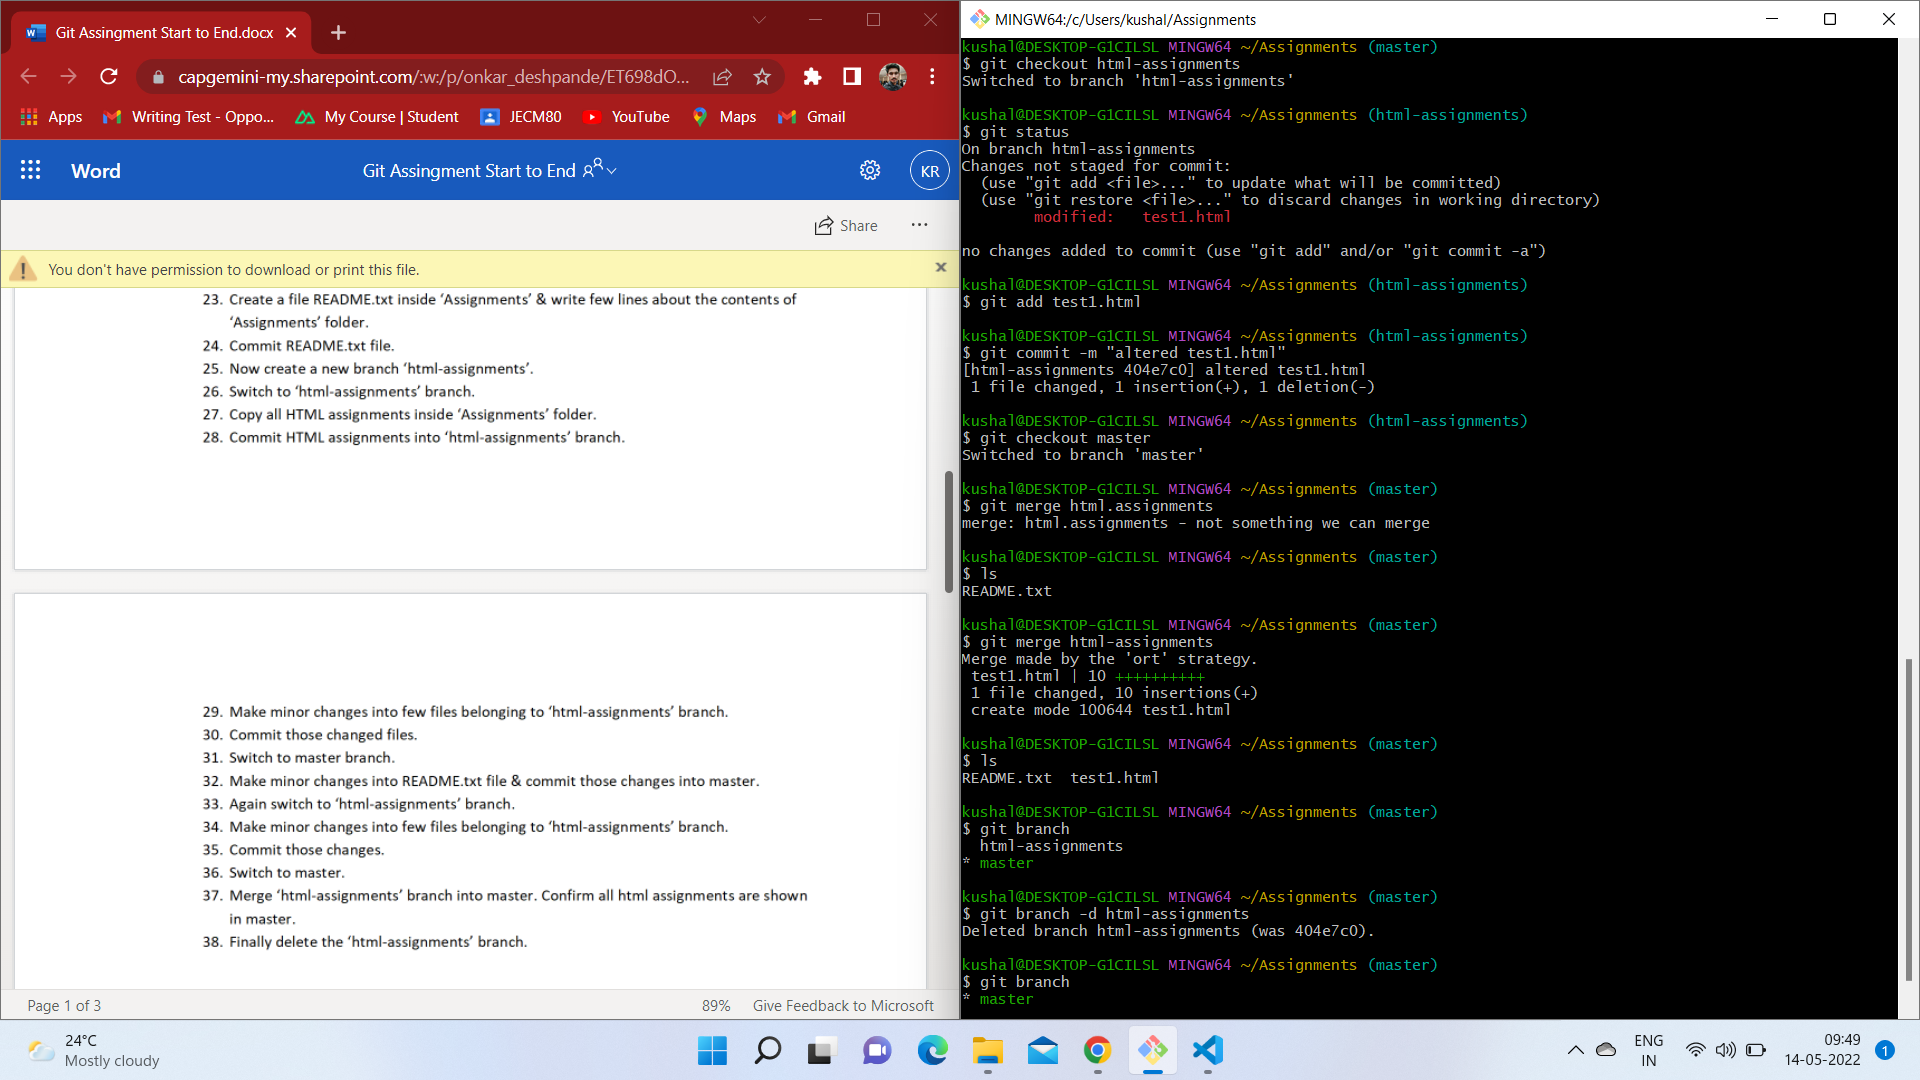 Git Assingment Start to End.docx
capgemini-my.sharepoint.com/:w:/p/onkar_deshpande/ET698dO...
Apps
Writing Test - Oppo...
My Course | Student
JECM80
YouTube
Maps
Gmail
Word
Git Assingment Start to End
KR
Share
You don't have permission to download or print this file.
23. Create a file README.txt inside ‘Assignments’ & write few lines about the contents of
‘Assignments’ folder.
24. Commit README.txt file.
25. Now create a new branch ‘html-assignments’.
26. Switch to ‘html-assignments’ branch.
27. Copy all HTML assignments inside ‘Assignments’ folder.
28. Commit HTML assignments into ‘html-assignments’ branch.
29. Make minor changes into few files belonging to ‘html-assignments’ branch.
30. Commit those changed files.
31. Switch to master branch.
32. Make minor changes into README.txt file & commit those changes into master.
33. Again switch to ‘html-assignments’ branch.
34. Make minor changes into few files belonging to ‘html-assignments’ branch.
35. Commit those changes.
36. Switch to master.
37. Merge ‘html-assignments’ branch into master. Confirm all html assignments are shown
in master.
38. Finally delete the ‘html-assignments’ branch.
Page 1 of 3
89%
Give Feedback to Microsoft
MINGW64:/c/Users/kushal/Assignments
kushal@DESKTOP-G1CILSL MINGW64 ~/Assignments (master)
$ git checkout html-assignments
Switched to branch 'html-assignments'
kushal@DESKTOP-G1CILSL MINGW64 ~/Assignments (html-assignments)
$ git status
On branch html-assignments
Changes not staged for commit:
(use "git add <file>..." to update what will be committed)
(use "git restore <file>..." to discard changes in working directory)
modified:   test1.html
no changes added to commit (use "git add" and/or "git commit -a")
kushal@DESKTOP-G1CILSL MINGW64 ~/Assignments (html-assignments)
$ git add test1.html
kushal@DESKTOP-G1CILSL MINGW64 ~/Assignments (html-assignments)
$ git commit -m "altered test1.html"
[html-assignments 404e7c0] altered test1.html
1 file changed, 1 insertion(+), 1 deletion(-)
kushal@DESKTOP-G1CILSL MINGW64 ~/Assignments (html-assignments)
$ git checkout master
Switched to branch 'master'
kushal@DESKTOP-G1CILSL MINGW64 ~/Assignments (master)
$ git merge html.assignments
merge: html.assignments - not something we can merge
kushal@DESKTOP-G1CILSL MINGW64 ~/Assignments (master)
$ ls
README.txt
kushal@DESKTOP-G1CILSL MINGW64 ~/Assignments (master)
$ git merge html-assignments
Merge made by the 'ort' strategy.
test1.html | 10 ++++++++++
1 file changed, 10 insertions(+)
create mode 100644 test1.html
kushal@DESKTOP-G1CILSL MINGW64 ~/Assignments (master)
$ ls
README.txt  test1.html
kushal@DESKTOP-G1CILSL MINGW64 ~/Assignments (master)
$ git branch
html-assignments
* master
kushal@DESKTOP-G1CILSL MINGW64 ~/Assignments (master)
$ git branch -d html-assignments
Deleted branch html-assignments (was 404e7c0).
kushal@DESKTOP-G1CILSL MINGW64 ~/Assignments (master)
$ git branch
* master
24°C
Mostly cloudy
ENG
IN
09:49
14-05-2022
1